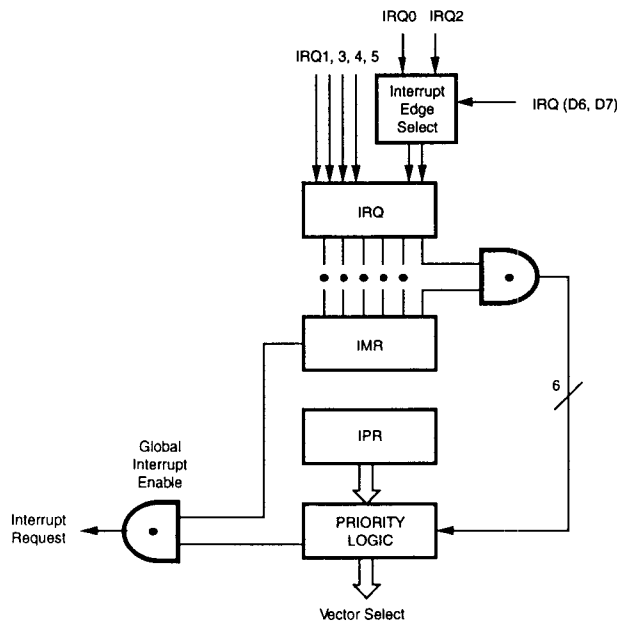 IRQ0 IRQ2
IRQ1, 3, 4, 5
Interrupt
Edge
Select
IRQ (D6, D7)
IRQ
IMR
6
IPR
Global
Interrupt
Enable
Interrupt
Request
PRIORITY
LOGIC
Vector Select